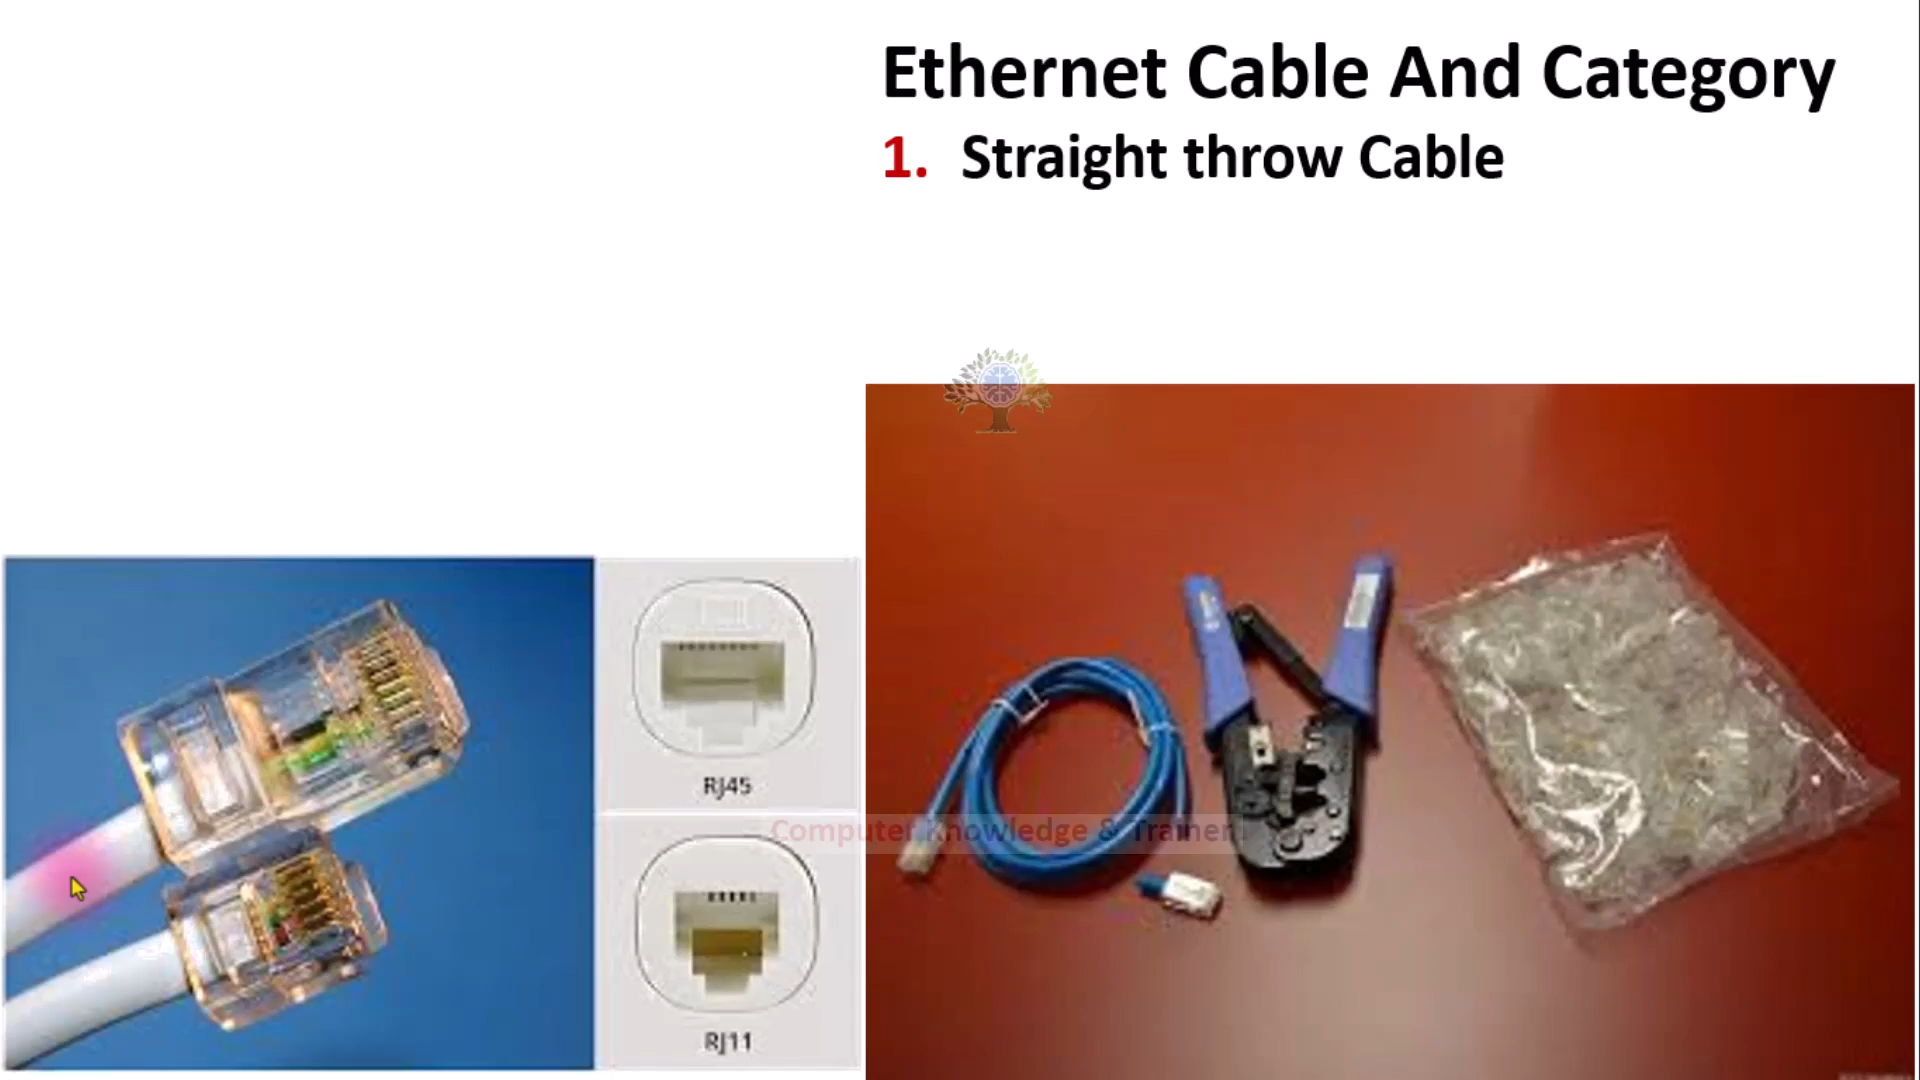 Ethernet Cable And Category
1. Straight throw Cable
RJ45
Computer Knowledge & Trainer
RJ11